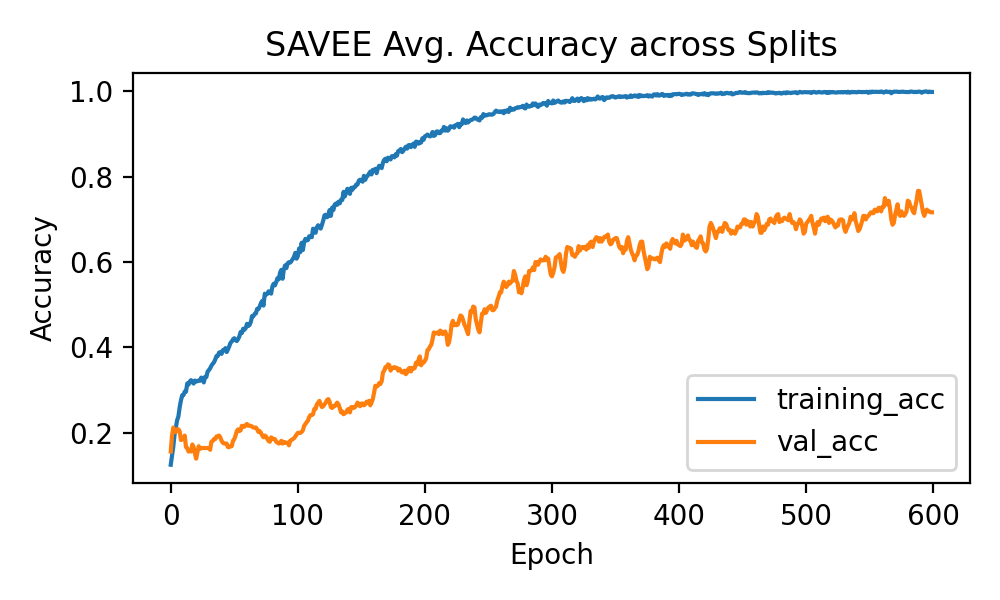 SAVEE Avg. Accuracy across Splits
1.0
0.8
0.6
0.4
0.2
Accuracy
training_acc
val_acc
0 100 200 300 400 500 600
Epoch